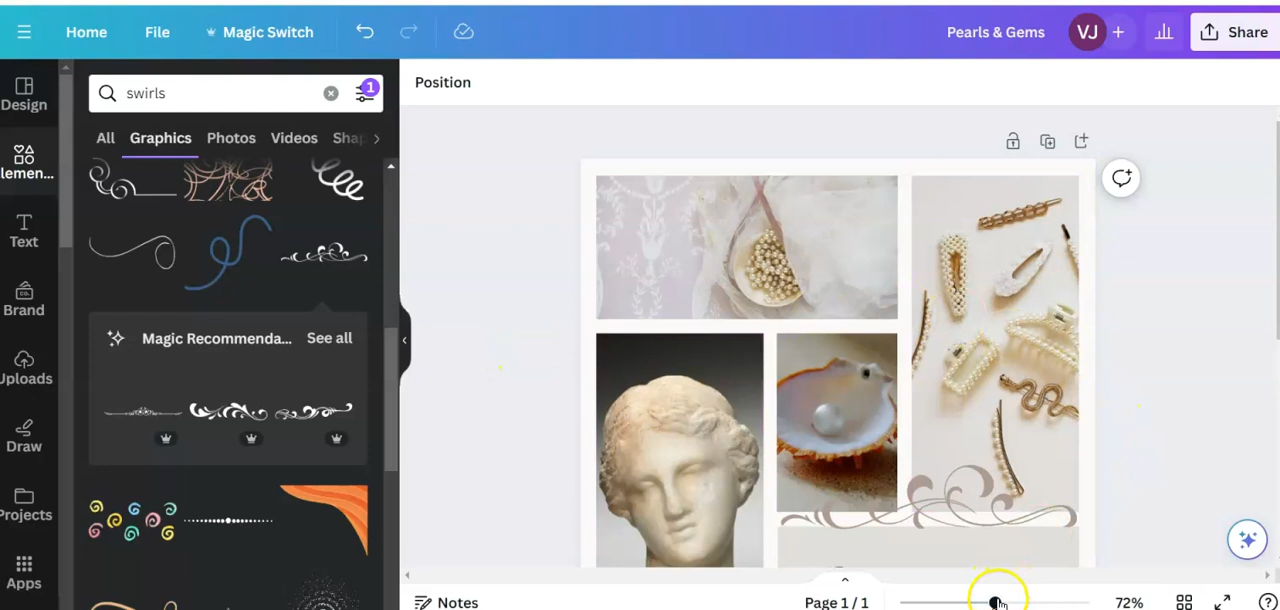 Home File Magic Switch Pearls & Gems VJ + Share
Design
swirls 1
Position
All Graphics Photos Videos Shap
lemen...
Text
Brand
Magic Recommenda... See all
Uploads
Draw
Projects
Apps
Notes Page 1 / 1 72%